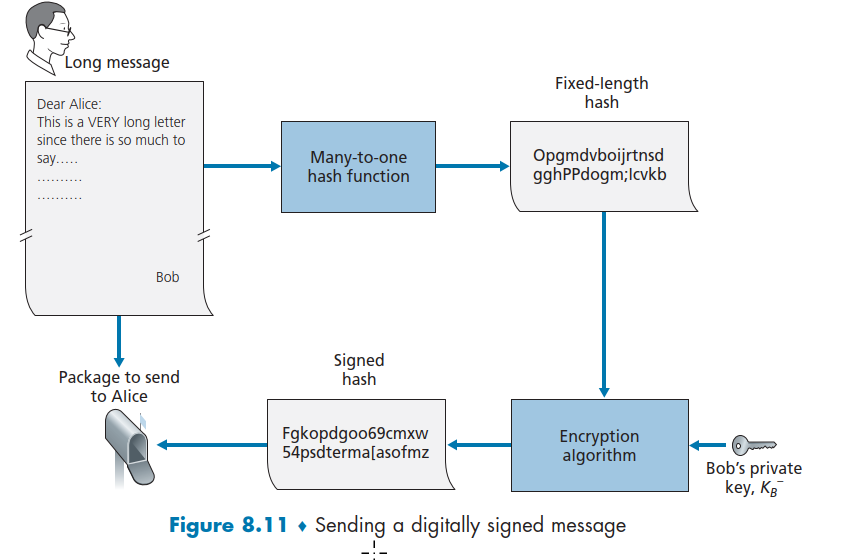 Long message
Dear Alice:
This is a VERY long letter
since there is so much to
say.....
..........
..........
Bob
Many-to-one
hash function
Fixed-length
hash
Opgmdvboijrtnsd
gghPPdogm;lcvkb
Package to send
to Alice
Signed
hash
Fgkopdgoo69cmxw
54psdterma[asofmz
Encryption
algorithm
Bob's private
key, K_B^-
Figure 8.11 ♦ Sending a digitally signed message